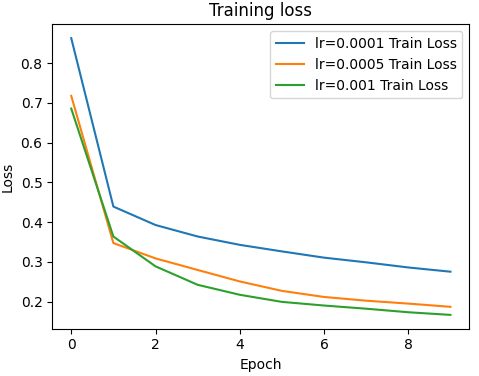 Training loss
lr=0.0001 Train Loss
lr=0.0005 Train Loss
lr=0.001 Train Loss
Loss
0.8
0.7
0.6
0.5
0.4
0.3
0.2
0 2 4 6 8
Epoch